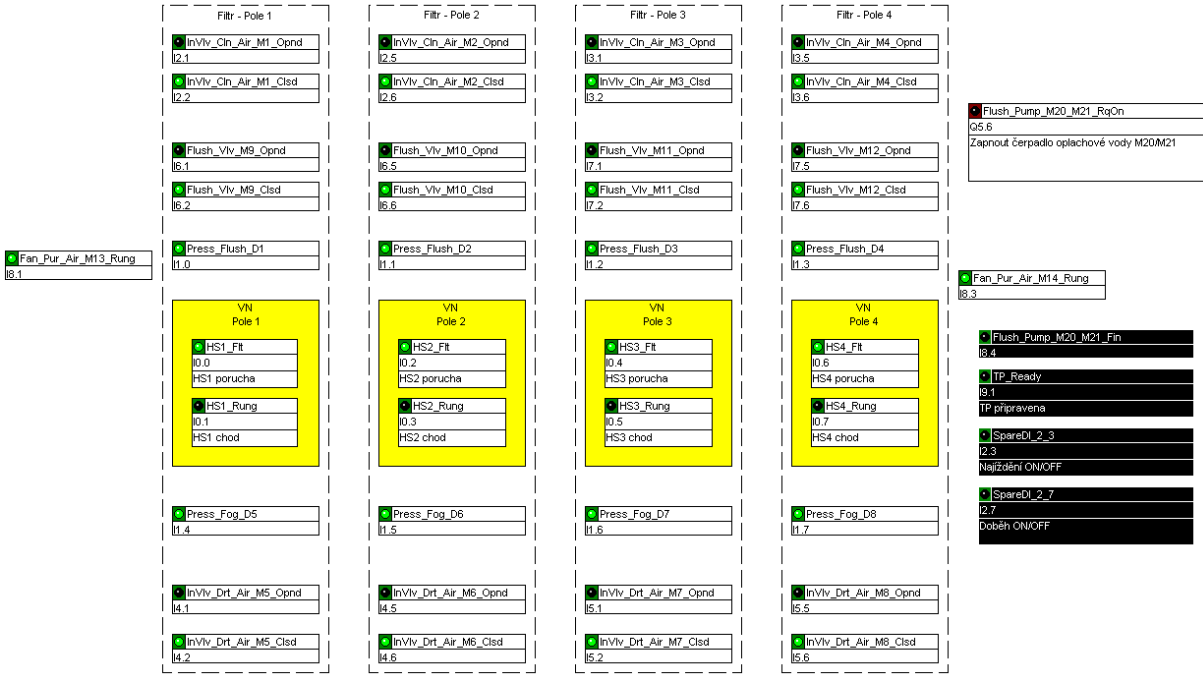 Filtr - Pole 1
InVlv_Cln_Air_M1_Opnd
I2.1
InVlv_Cln_Air_M1_Clsd
I2.2
Flush_Vlv_M9_Opnd
I6.1
Flush_Vlv_M9_Clsd
I6.2
Press_Flush_D1
I1.0
Fan_Pur_Air_M13_Rung
I8.1
VN
Pole 1
HS1_Flt
I0.0
HS1 porucha
HS1_Rung
I0.1
HS1 chod
Press_Fog_D5
I1.4
InVlv_Drt_Air_M5_Opnd
I4.1
InVlv_Drt_Air_M5_Clsd
I4.2
Filtr - Pole 2
InVlv_Cln_Air_M2_Opnd
I2.5
InVlv_Cln_Air_M2_Clsd
I2.6
Flush_Vlv_M10_Opnd
I6.5
Flush_Vlv_M10_Clsd
I6.6
Press_Flush_D2
I1.1
VN
Pole 2
HS2_Flt
I0.2
HS2 porucha
HS2_Rung
I0.3
HS2 chod
Press_Fog_D6
I1.5
InVlv_Drt_Air_M6_Opnd
I4.5
InVlv_Drt_Air_M6_Clsd
I4.6
Filtr - Pole 3
InVlv_Cln_Air_M3_Opnd
I3.1
InVlv_Cln_Air_M3_Clsd
I3.2
Flush_Vlv_M11_Opnd
I7.1
Flush_Vlv_M11_Clsd
I7.2
Press_Flush_D3
I1.2
VN
Pole 3
HS3_Flt
I0.4
HS3 porucha
HS3_Rung
I0.5
HS3 chod
Press_Fog_D7
I1.6
InVlv_Drt_Air_M7_Opnd
I5.1
InVlv_Drt_Air_M7_Clsd
I5.2
Filtr - Pole 4
InVlv_Cln_Air_M4_Opnd
I3.5
InVlv_Cln_Air_M4_Clsd
I3.6
Flush_Vlv_M12_Opnd
I7.5
Flush_Vlv_M12_Clsd
I7.6
Press_Flush_D4
I1.3
VN
Pole 4
HS4_Flt
I0.6
HS4 porucha
HS4_Rung
I0.7
HS4 chod
Press_Fog_D8
I1.7
InVlv_Drt_Air_M8_Opnd
I5.5
InVlv_Drt_Air_M8_Clsd
I5.6
Flush_Pump_M20_M21_RqOn
Q5.6
Zapnout čerpadlo oplachové vody M20/M21
Fan_Pur_Air_M14_Rung
I8.3
Flush_Pump_M20_M21_Fin
I8.4
TP_Ready
I9.1
TP připravena
SpareDI_2_3
I2.3
Najíždění ON/OFF
SpareDI_2_7
I2.7
Doběh ON/OFF